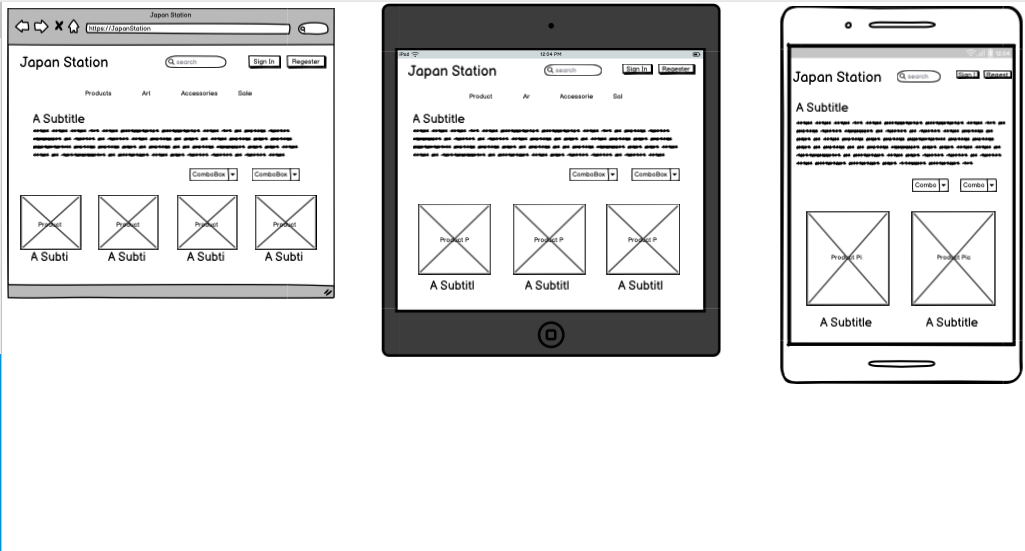 Japan Station
https://JapanStation
Japan Station search Sign In Regester
Products Art Accessories Sale
A Subtitle
ComboBox ComboBox
Product Product Product Product
A Subti A Subti A Subti A Subti
iPad 12:04 PM
Japan Station search Sign In Regester
Product Ar Accessorie Sal
A Subtitle
ComboBox ComboBox
Product P Product P Product P
A Subtitl A Subtitl A Subtitl
12:04
Japan Station search Sign I Regest
A Subtitle
Combo Combo
Product Pi Product Pic
A Subtitle A Subtitle